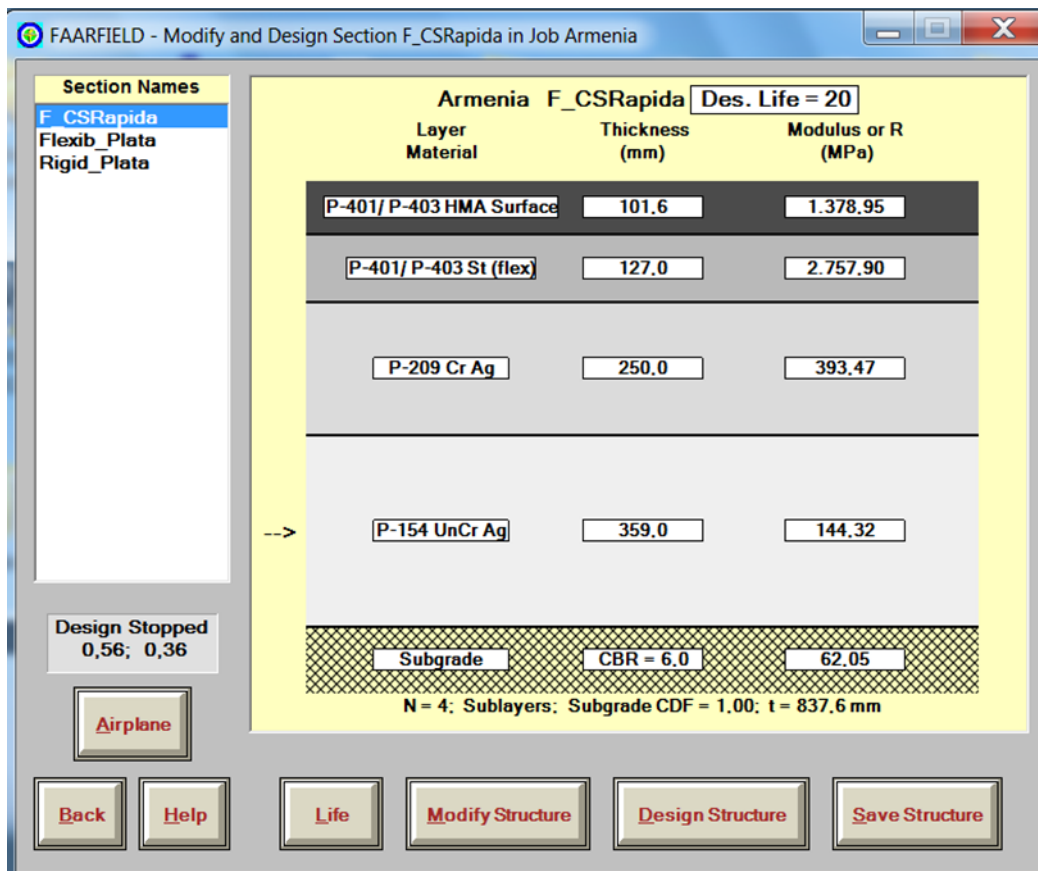 FAARFIELD - Modify and Design Section F_CSRapida in Job Armenia
Section Names
F_CSRapida
Flexib_Plata
Rigid_Plata
Armenia F_CSRapida Des. Life = 20
Layer Material Thickness (mm) Modulus or R (MPa)
P-401/ P-403 HMA Surface 101,6 1.378,95
P-401/ P-403 St (flex) 127,0 2.757,90
P-209 Cr Ag 250,0 393,47
--> P-154 UnCr Ag 359,0 144,32
Subgrade CBR = 6,0 62,05
N = 4; Sublayers; Subgrade CDF = 1,00; t = 837,6 mm
Design Stopped
0,56; 0,36
Airplane
Back Help Life Modify Structure Design Structure Save Structure